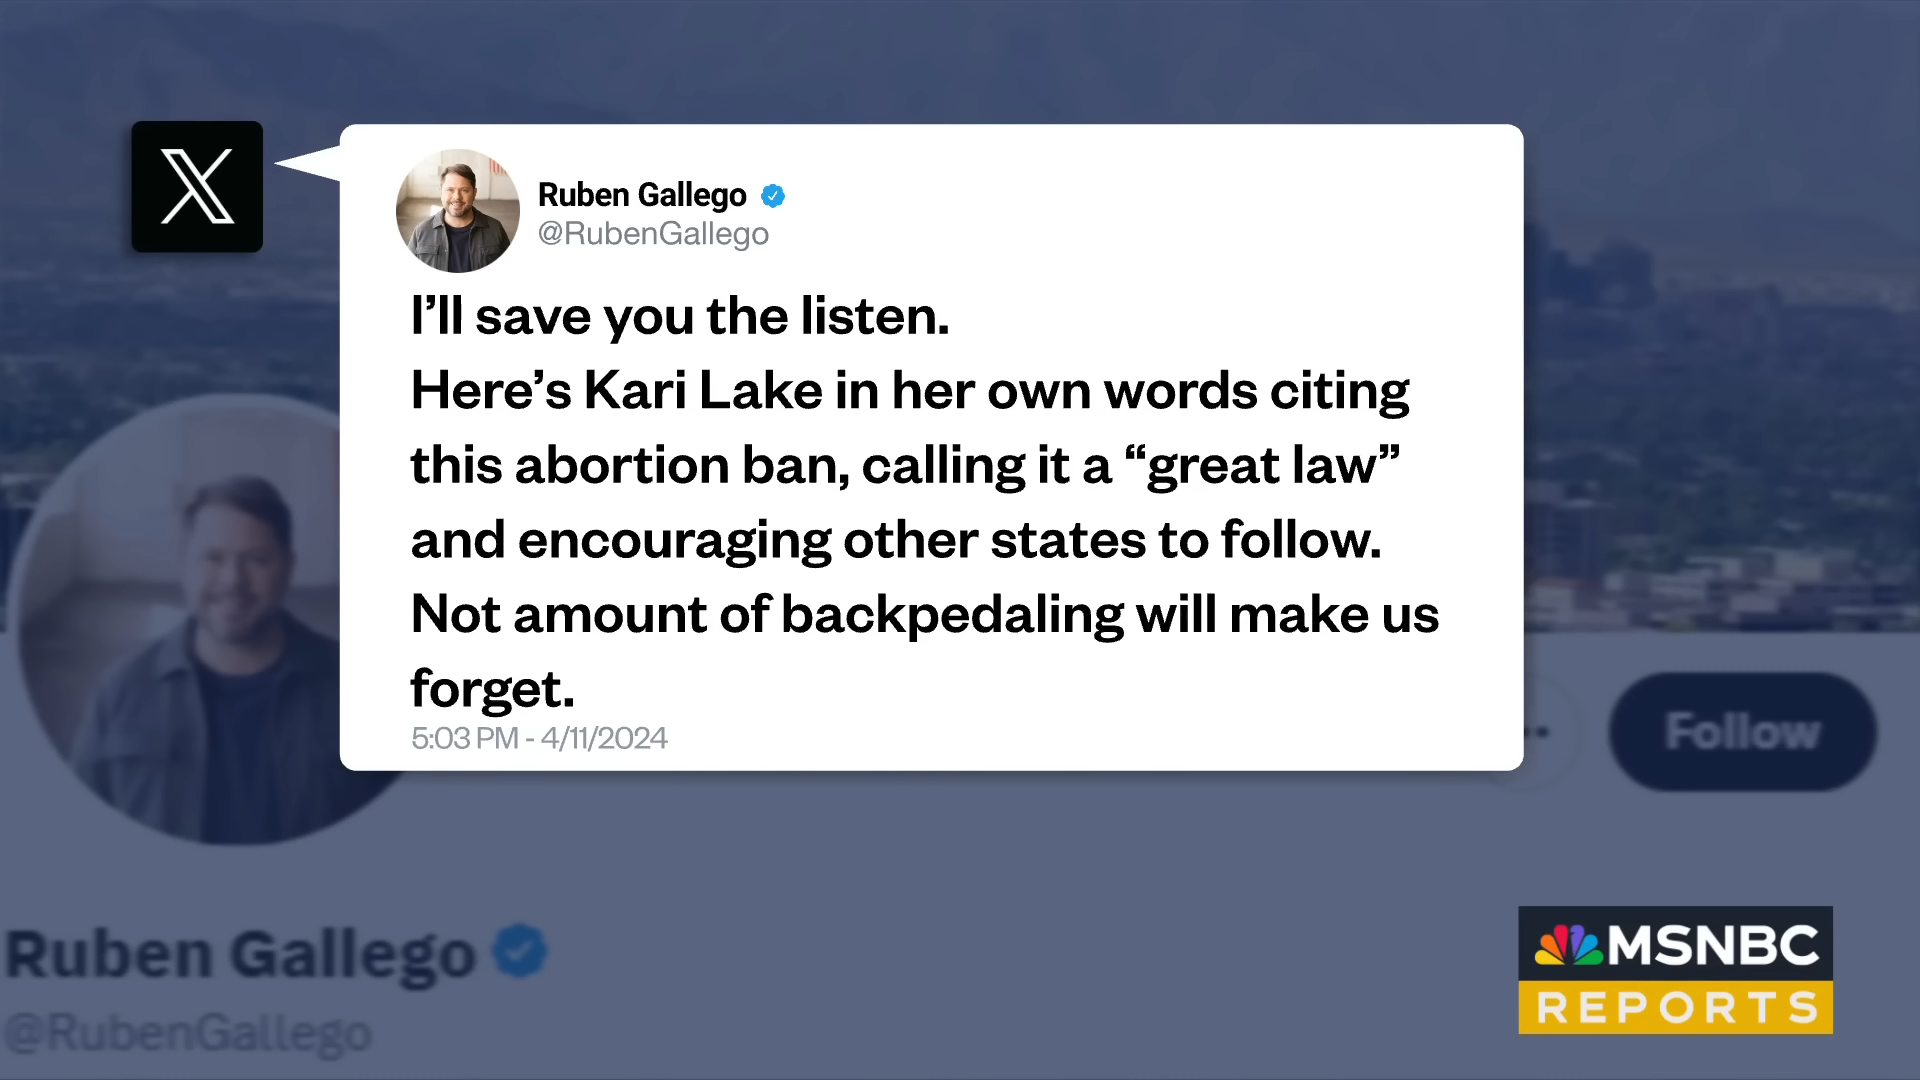 X
Ruben Gallego
@RubenGallego
I’ll save you the listen.
Here’s Kari Lake in her own words citing
this abortion ban, calling it a “great law”
and encouraging other states to follow.
Not amount of backpedaling will make us
forget.
5:03 PM - 4/11/2024
Follow
Ruben Gallego
@RubenGallego
MSNBC
REPORTS